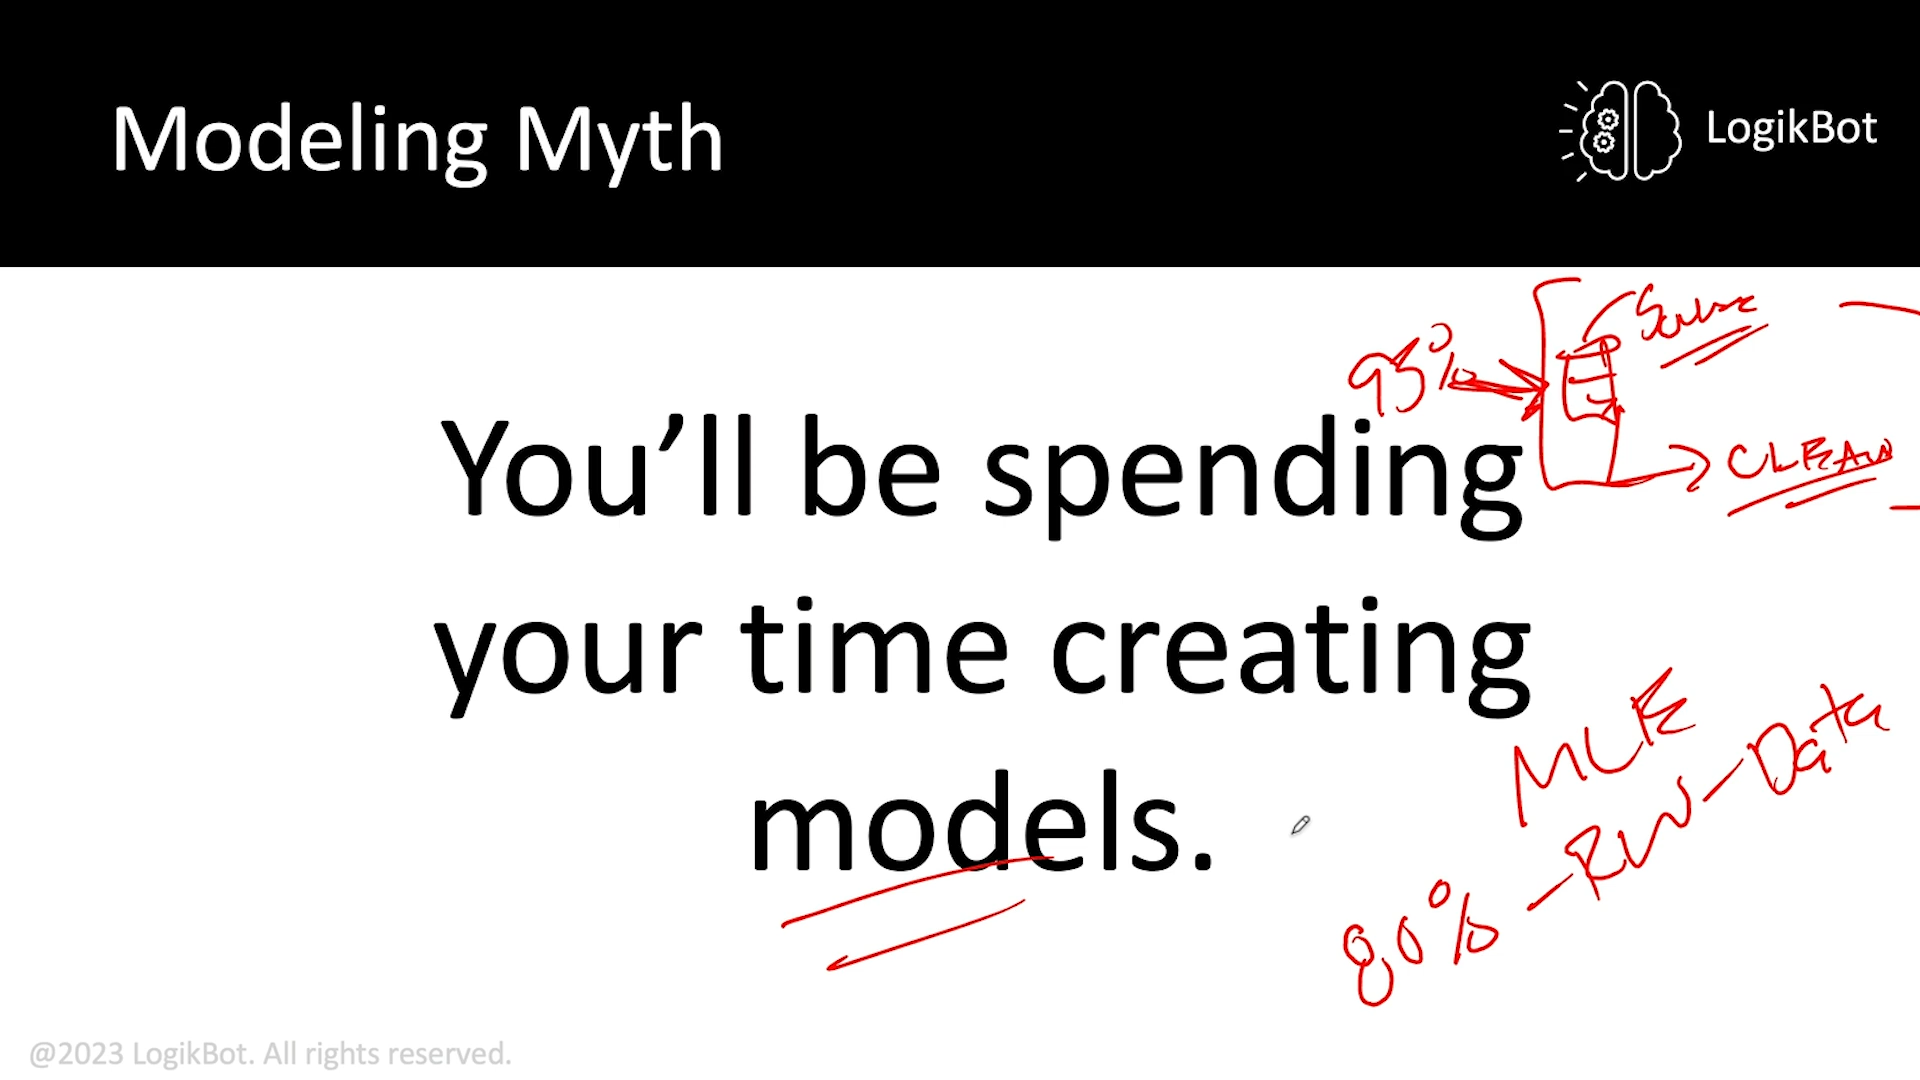 Modeling Myth
LogikBot
Source
95%
You’ll be spending
CLEAN
your time creating
MLE
models.
80% - RW - Data
@2023 LogikBot. All rights reserved.